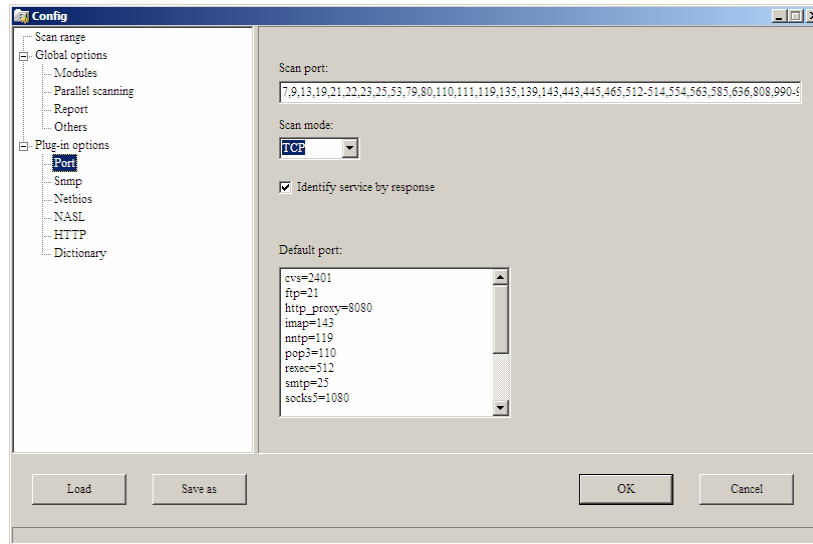 Config
Scan range
Global options
Modules
Parallel scanning
Report
Others
Plug-in options
Port
Snmp
Netbios
NASL
HTTP
Dictionary
Scan port:
7,9,13,19,21,22,23,25,53,79,80,110,111,119,135,139,143,443,445,465,512-514,554,563,585,636,808,990-9
Scan mode:
TCP
Identify service by response
Default port:
cvs=2401
ftp=21
http_proxy=8080
imap=143
nntp=119
pop3=110
rexec=512
smtp=25
socks5=1080
Load
Save as
OK
Cancel